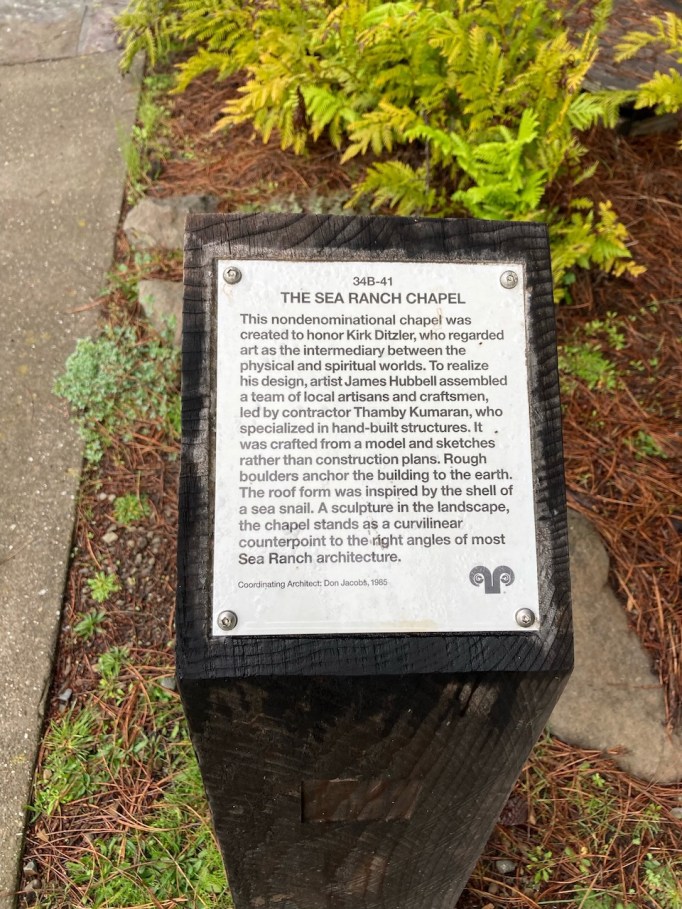 34B-41
THE SEA RANCH CHAPEL
This nondenominational chapel was
created to honor Kirk Ditzler, who regarded
art as the intermediary between the
physical and spiritual worlds. To realize
his design, artist James Hubbell assembled
a team of local artisans and craftsmen,
led by contractor Thamby Kumaran, who
specialized in hand-built structures. It
was crafted from a model and sketches
rather than construction plans. Rough
boulders anchor the building to the earth.
The roof form was inspired by the shell of
a sea snail. A sculpture in the landscape,
the chapel stands as a curvilinear
counterpoint to the right angles of most
Sea Ranch architecture.
Coordinating Architect: Don Jacobs, 1985